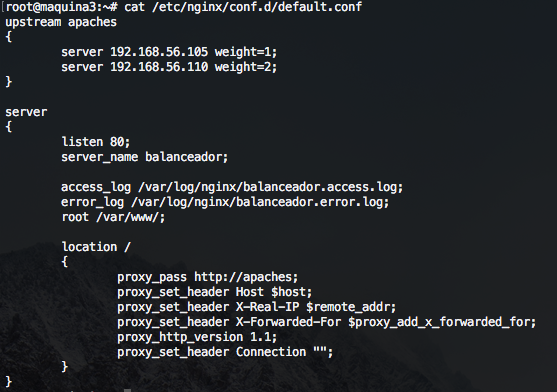 [root@maquina3:~# cat /etc/nginx/conf.d/default.conf
upstream apaches
{
        server 192.168.56.105 weight=1;
        server 192.168.56.110 weight=2;
}

server
{
        listen 80;
        server_name balanceador;

        access_log /var/log/nginx/balanceador.access.log;
        error_log /var/log/nginx/balanceador.error.log;
        root /var/www/;

        location /
        {
                proxy_pass http://apaches;
                proxy_set_header Host $host;
                proxy_set_header X-Real-IP $remote_addr;
                proxy_set_header X-Forwarded-For $proxy_add_x_forwarded_for;
                proxy_http_version 1.1;
                proxy_set_header Connection "";
        }
}